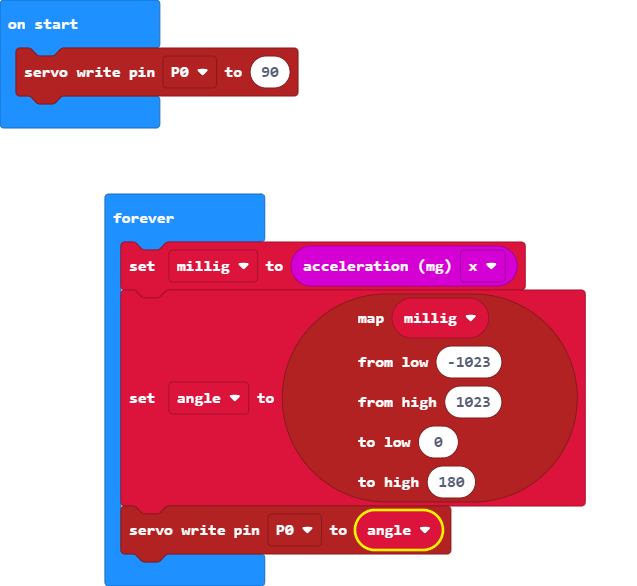 on start
servo write pin P0 to 90
forever
set millig to acceleration (mg) x
map millig
from low -1023
set angle to from high 1023
to low 0
to high 180
servo write pin P0 to angle